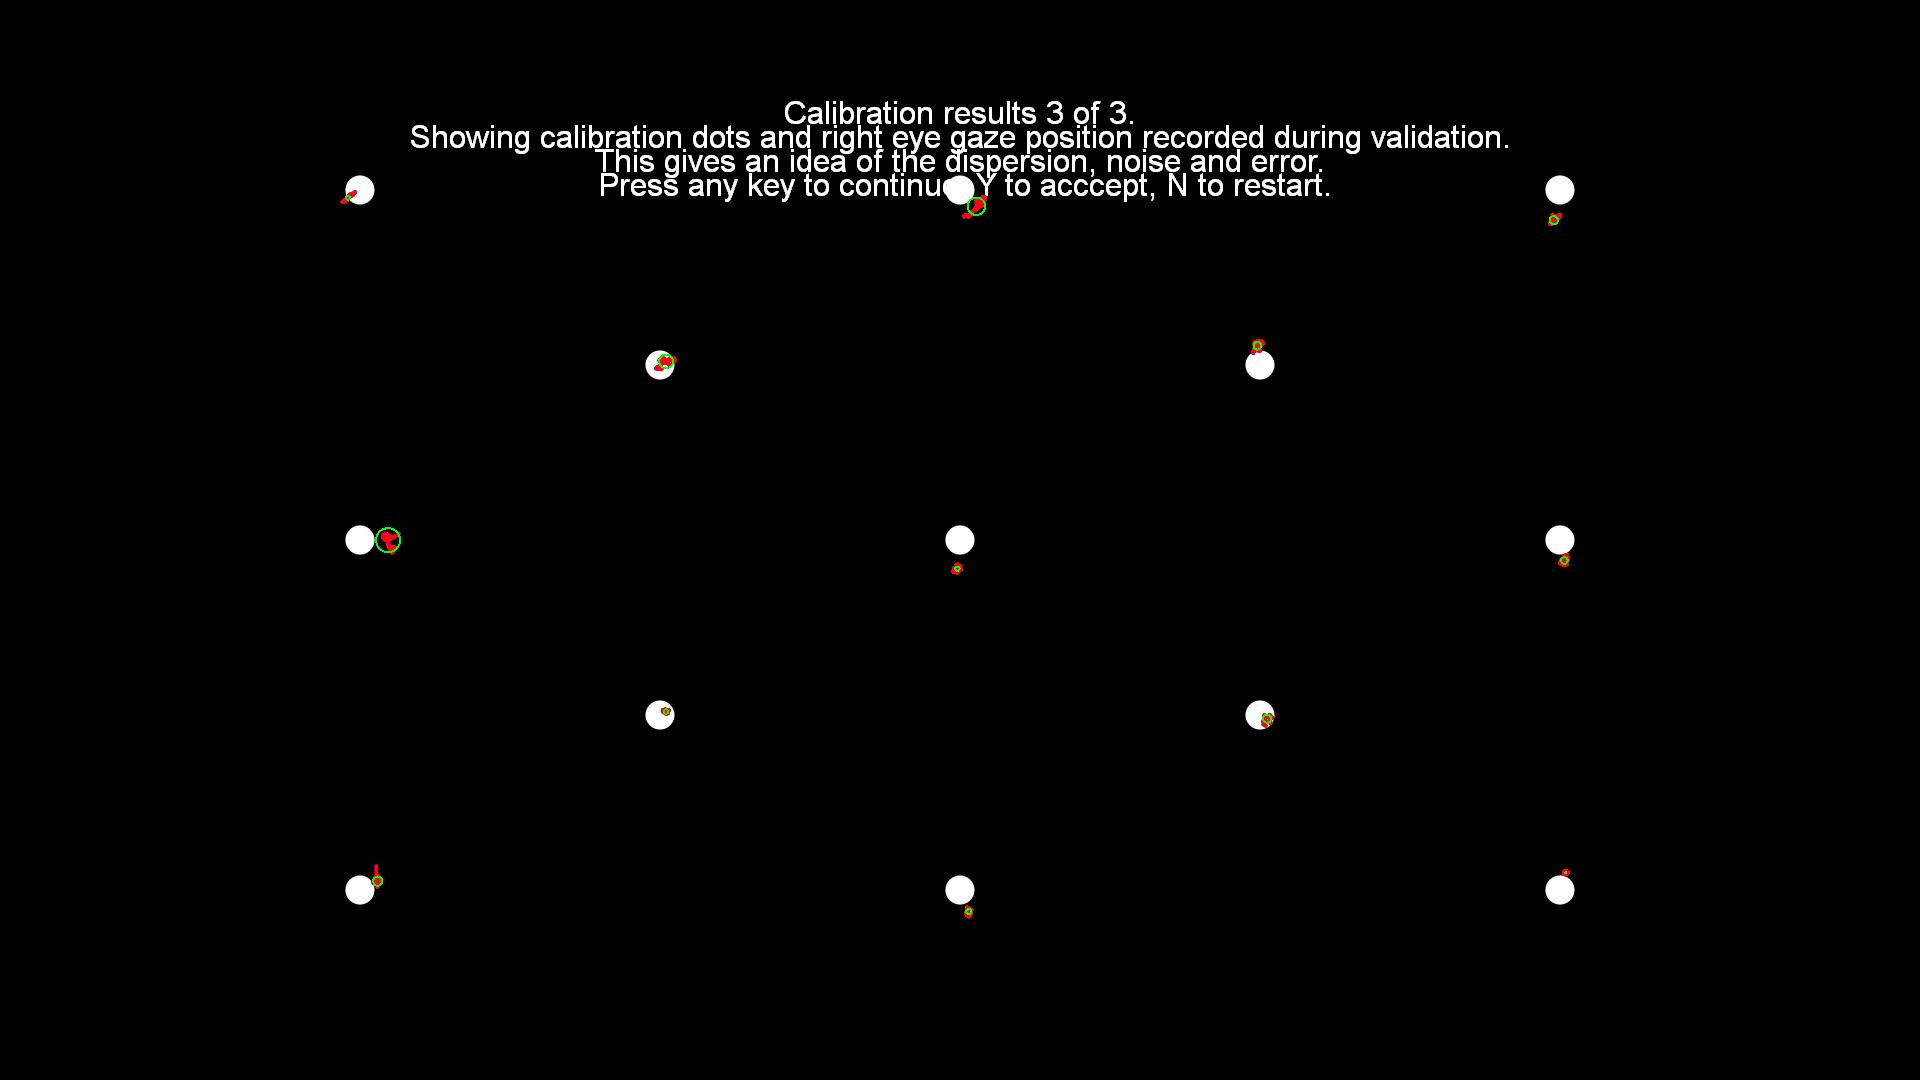 Calibration results 3 of 3.
Showing calibration dots and right eye gaze position recorded during validation.
This gives an idea of the dispersion, noise and error.
Press any key to continue, Y to acccept, N to restart.